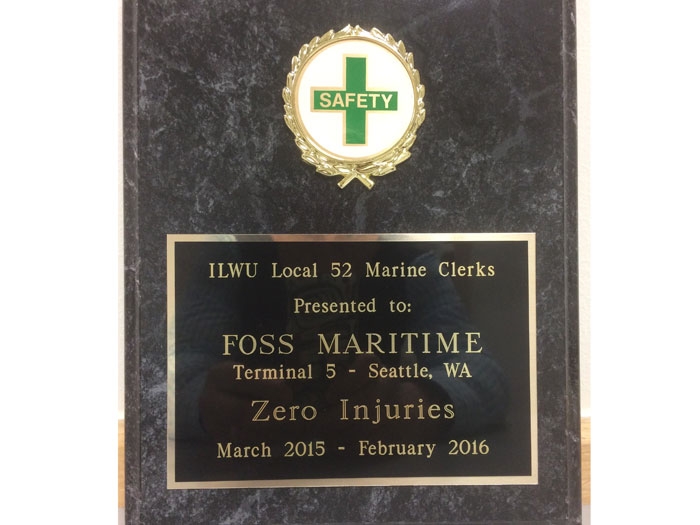 SAFETY
ILWU Local 52 Marine Clerks
Presented to:
FOSS MARITIME
Terminal 5 - Seattle, WA
Zero Injuries
March 2015 - February 2016